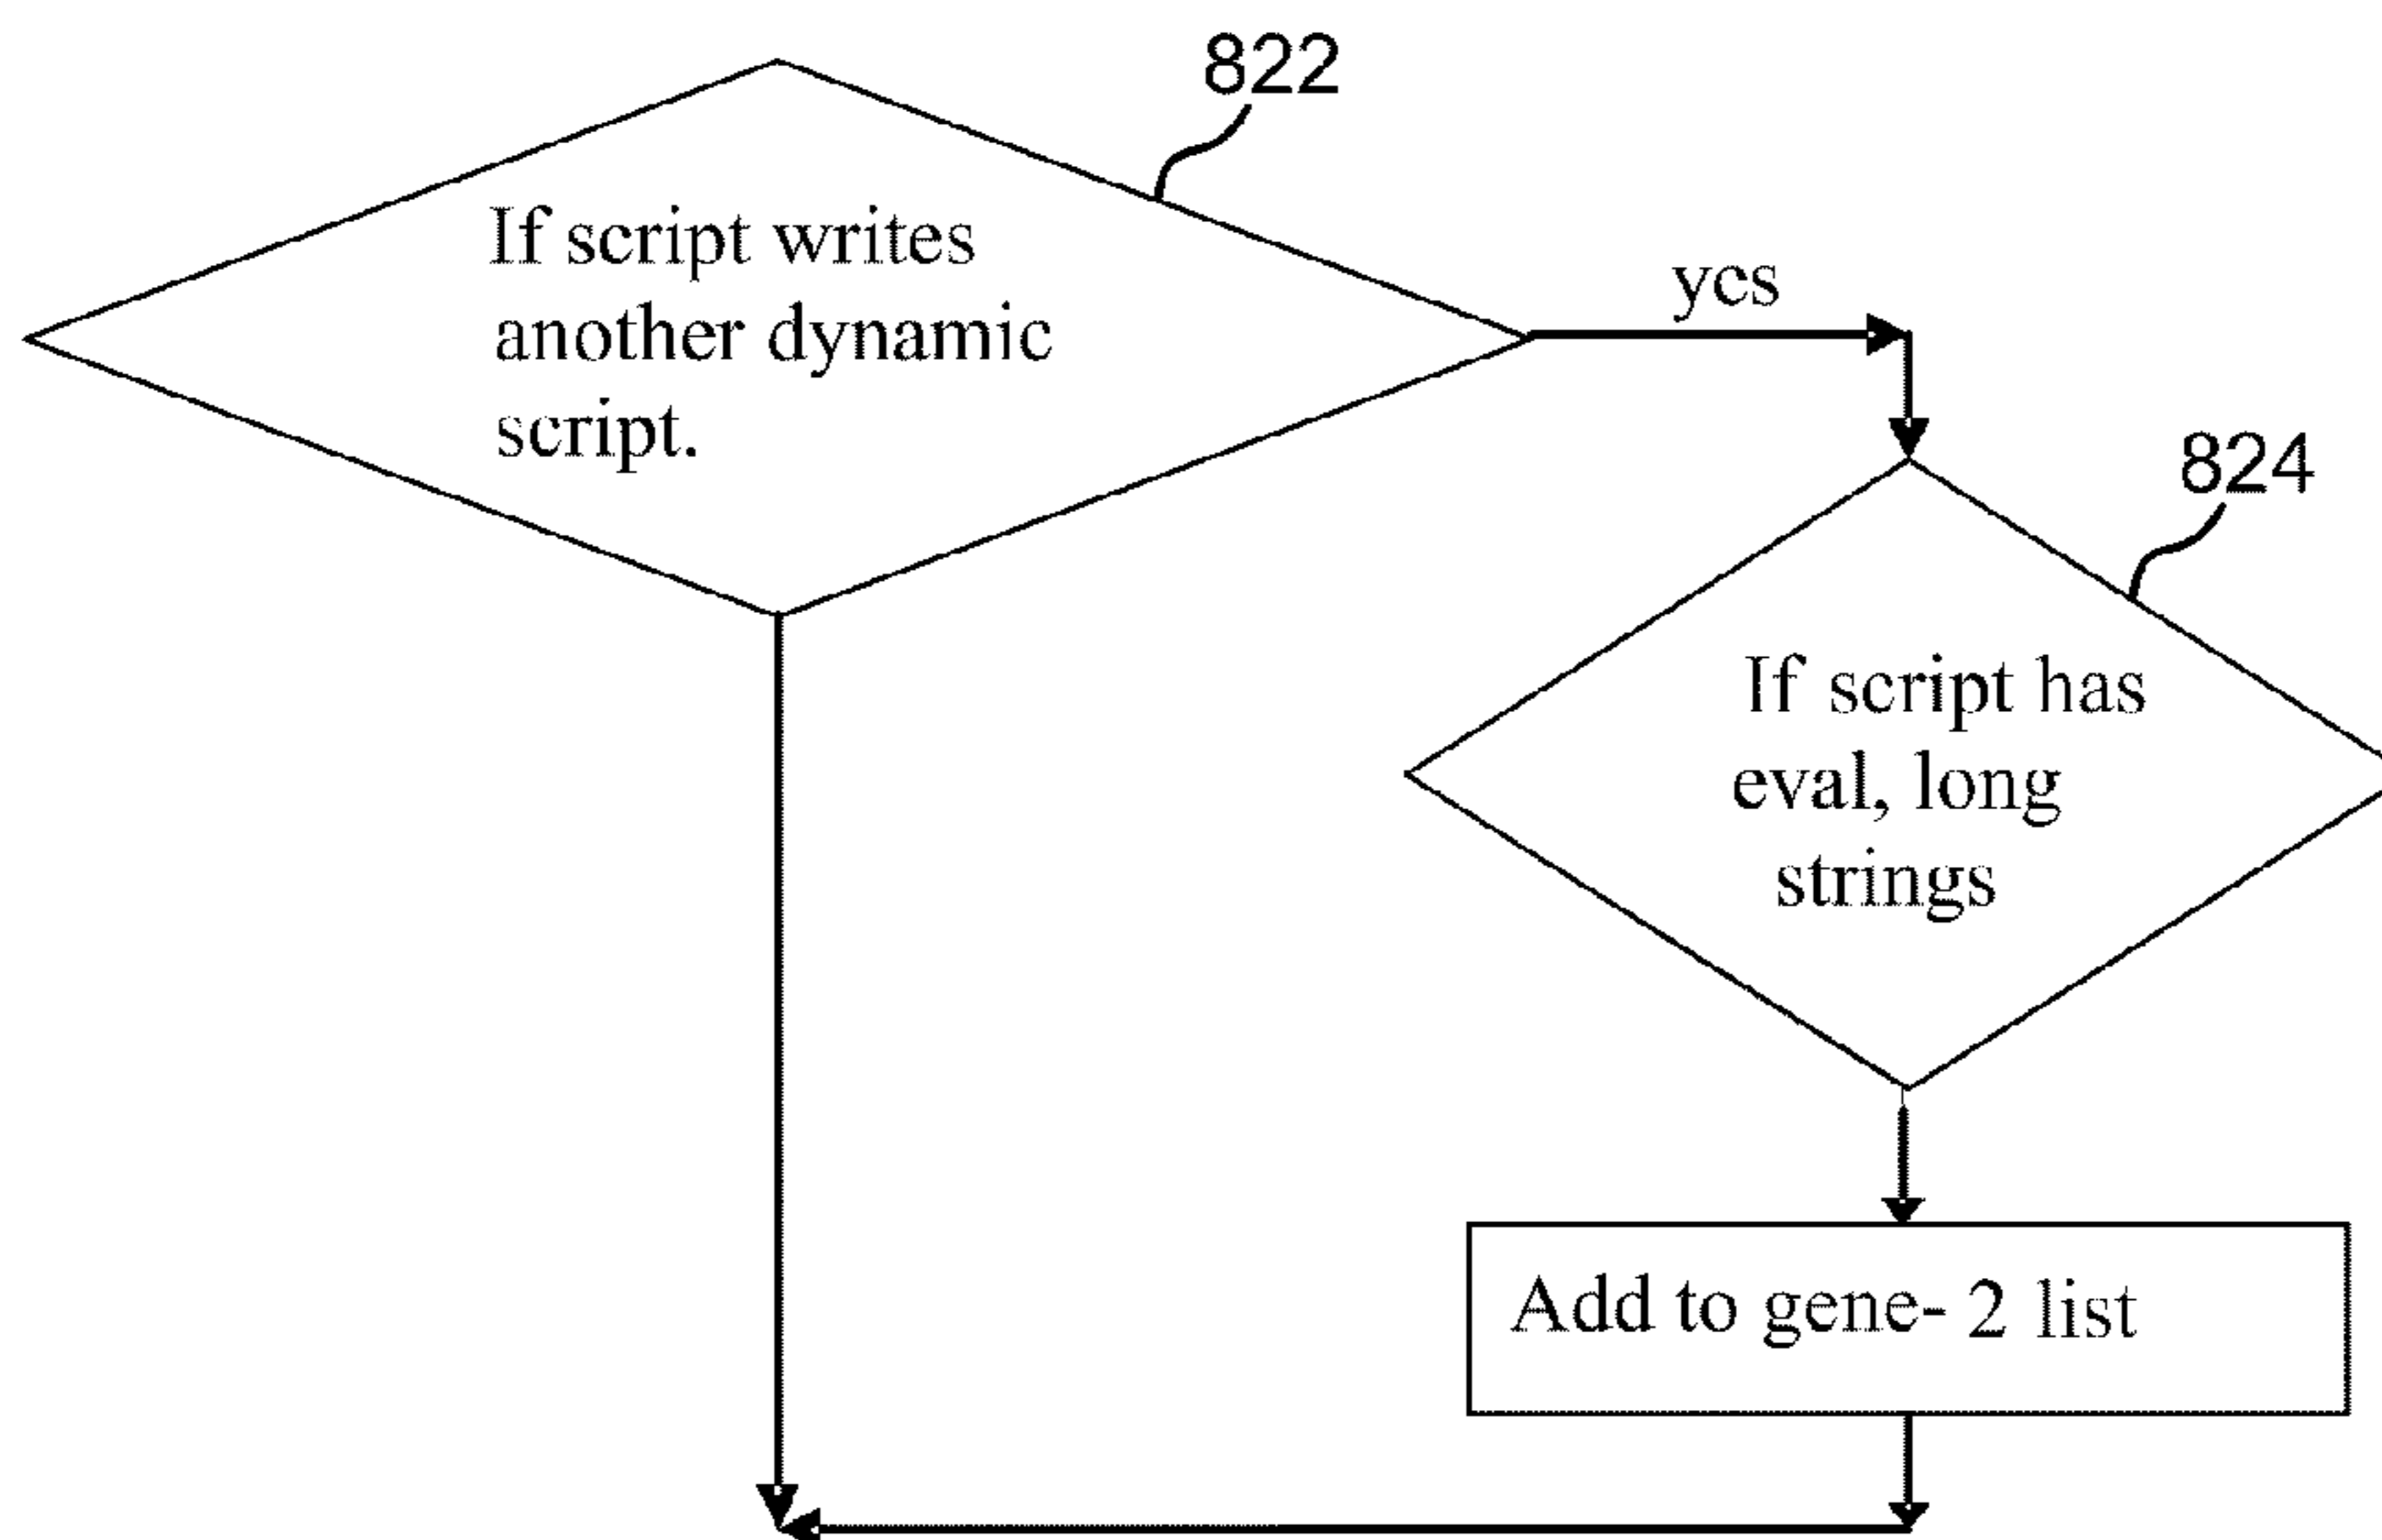 822
If script writes
another dynamic
script.
yes
824
If script has
eval, long
strings
Add to gene- 2 list